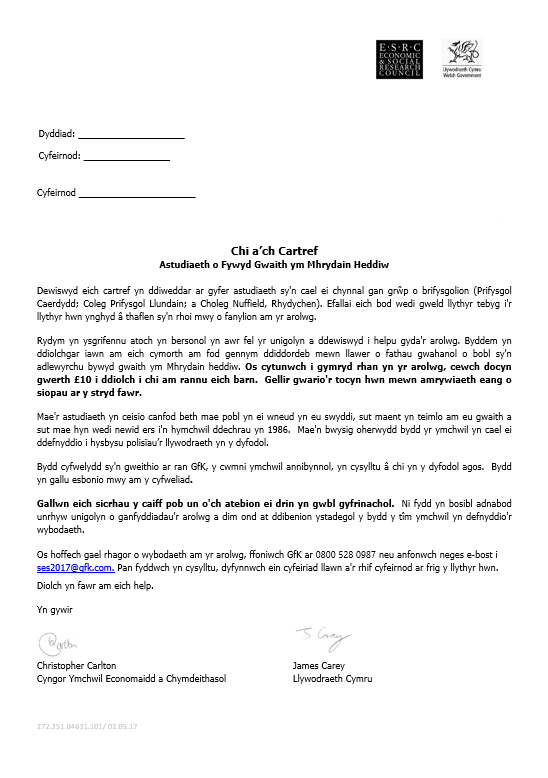 E·S·R·C
ECONOMIC
& SOCIAL
RESEARCH
COUNCIL
Llywodraeth Cymru
Welsh Government
Dyddiad: ____________________
Cyfeirnod: ________________
Cyfeirnod ______________________
Chi a'ch Cartref
Astudiaeth o Fywyd Gwaith ym Mhrydain Heddiw
Dewiswyd eich cartref yn ddiweddar ar gyfer astudiaeth sy'n cael ei chynnal gan grŵp o brifysgolion (Prifysgol
Caerdydd; Coleg Prifysgol Llundain; a Choleg Nuffield, Rhydychen). Efallai eich bod wedi gweld llythyr tebyg i'r
llythyr hwn ynghyd â thaflen sy'n rhoi mwy o fanylion am yr arolwg.
Rydym yn ysgrifennu atoch yn bersonol yn awr fel yr unigolyn a ddewiswyd i helpu gyda'r arolwg. Byddem yn
ddiolchgar iawn am eich cymorth am fod gennym ddiddordeb mewn llawer o fathau gwahanol o bobl sy'n
adlewyrchu bywyd gwaith ym Mhrydain heddiw. Os cytunwch i gymryd rhan yn yr arolwg, cewch docyn
gwerth £10 i ddiolch i chi am rannu eich barn. Gellir gwario'r tocyn hwn mewn amrywiaeth eang o
siopau ar y stryd fawr.
Mae'r astudiaeth yn ceisio canfod beth mae pobl yn ei wneud yn eu swyddi, sut maent yn teimlo am eu gwaith a
sut mae hyn wedi newid ers i'n hymchwil ddechrau yn 1986. Mae'n bwysig oherwydd bydd yr ymchwil yn cael ei
ddefnyddio i hysbysu polisïau'r llywodraeth yn y dyfodol.
Bydd cyfwelydd sy'n gweithio ar ran GfK, y cwmni ymchwil annibynnol, yn cysylltu â chi yn y dyfodol agos. Bydd
yn gallu esbonio mwy am y cyfweliad.
Gallwn eich sicrhau y caiff pob un o'ch atebion ei drin yn gwbl gyfrinachol. Ni fydd yn bosibl adnabod
unrhyw unigolyn o ganfyddiadau'r arolwg a dim ond at ddibenion ystadegol y bydd y tîm ymchwil yn defnyddio'r
wybodaeth.
Os hoffech gael rhagor o wybodaeth am yr arolwg, ffoniwch GfK ar 0800 528 0987 neu anfonwch neges e-bost i
ses2017@gfk.com. Pan fyddwch yn cysylltu, dyfynnwch ein cyfeiriad llawn a'r rhif cyfeirnod ar frig y llythyr hwn.
Diolch yn fawr am eich help.
Yn gywir
J. Carey
Christopher Carlton
James Carey
Cyngor Ymchwil Economaidd a Chymdeithasol
Llywodraeth Cymru
272.251.04631.101/ 02.05.17